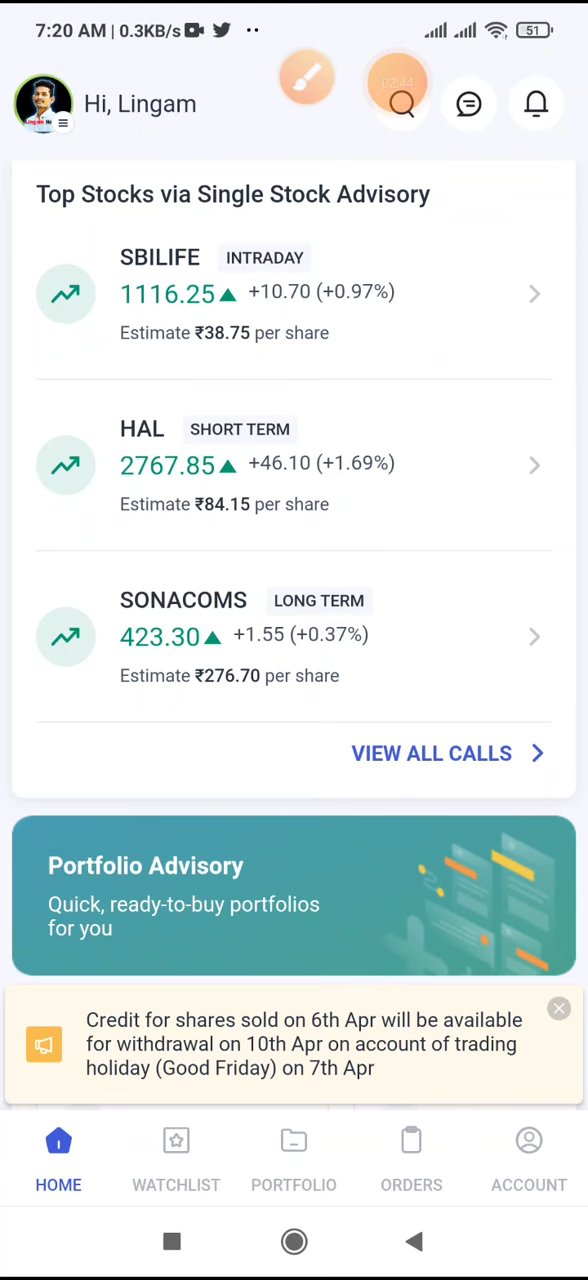 7:20 AM | 0.3KB/s
51
02:44
Hi, Lingam
Top Stocks via Single Stock Advisory
SBILIFE INTRADAY
1116.25 +10.70 (+0.97%)
Estimate ₹38.75 per share
HAL SHORT TERM
2767.85 +46.10 (+1.69%)
Estimate ₹84.15 per share
SONACOMS LONG TERM
423.30 +1.55 (+0.37%)
Estimate ₹276.70 per share
VIEW ALL CALLS
Portfolio Advisory
Quick, ready-to-buy portfolios
for you
Credit for shares sold on 6th Apr will be available
for withdrawal on 10th Apr on account of trading
holiday (Good Friday) on 7th Apr
HOME WATCHLIST PORTFOLIO ORDERS ACCOUNT